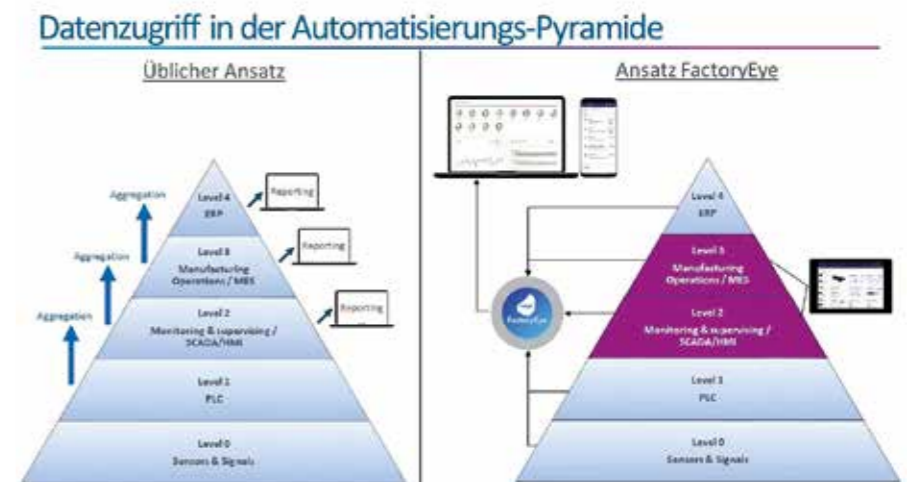 Datenzugriff in der Automatisierungs-Pyramide
Üblicher Ansatz
Aggregation
Aggregation
Aggregation
Level 4
ERP
Reporting
Level 3
Manufacturing
Operations / MES
Reporting
Level 2
Monitoring & supervising /
SCADA/HMI
Reporting
Level 1
PLC
Level 0
Sensors & Signals
Ansatz FactoryEye
FactoryEye
Level 4
ERP
Level 3
Manufacturing
Operations / MES
Level 2
Monitoring & supervising /
SCADA/HMI
Level 1
PLC
Level 0
Sensors & Signals